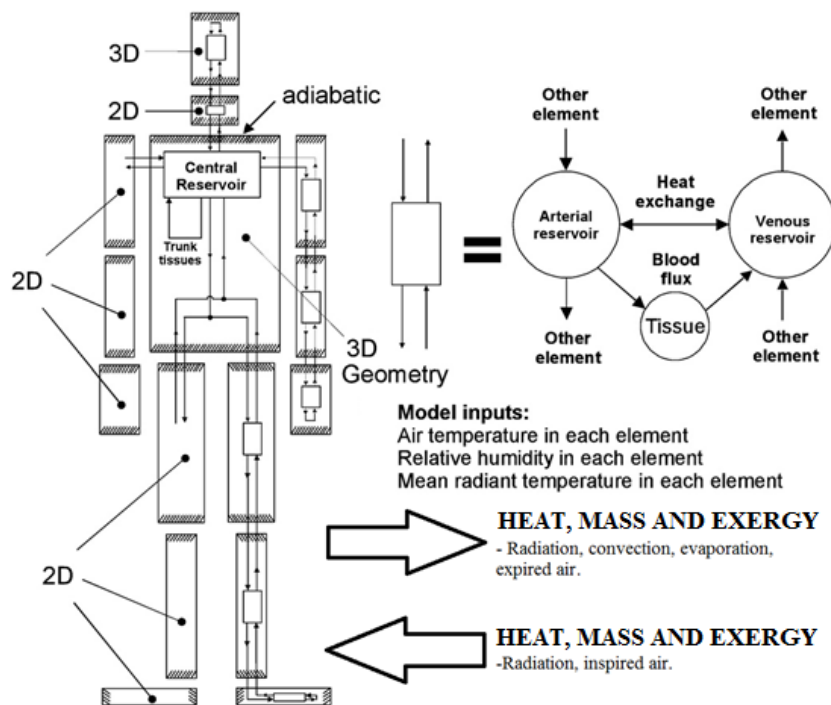 3D
2D
adiabatic
Central
Reservoir
Trunk
tissues
2D
3D
Geometry
2D
Other
element
Other
element
Arterial
reservoir
Heat
exchange
Venous
reservoir
Blood
flux
Tissue
Other
element
Other
element
Model inputs:
Air temperature in each element
Relative humidity in each element
Mean radiant temperature in each element
HEAT, MASS AND EXERGY
- Radiation, convection, evaporation,
expired air.
HEAT, MASS AND EXERGY
-Radiation, inspired air.